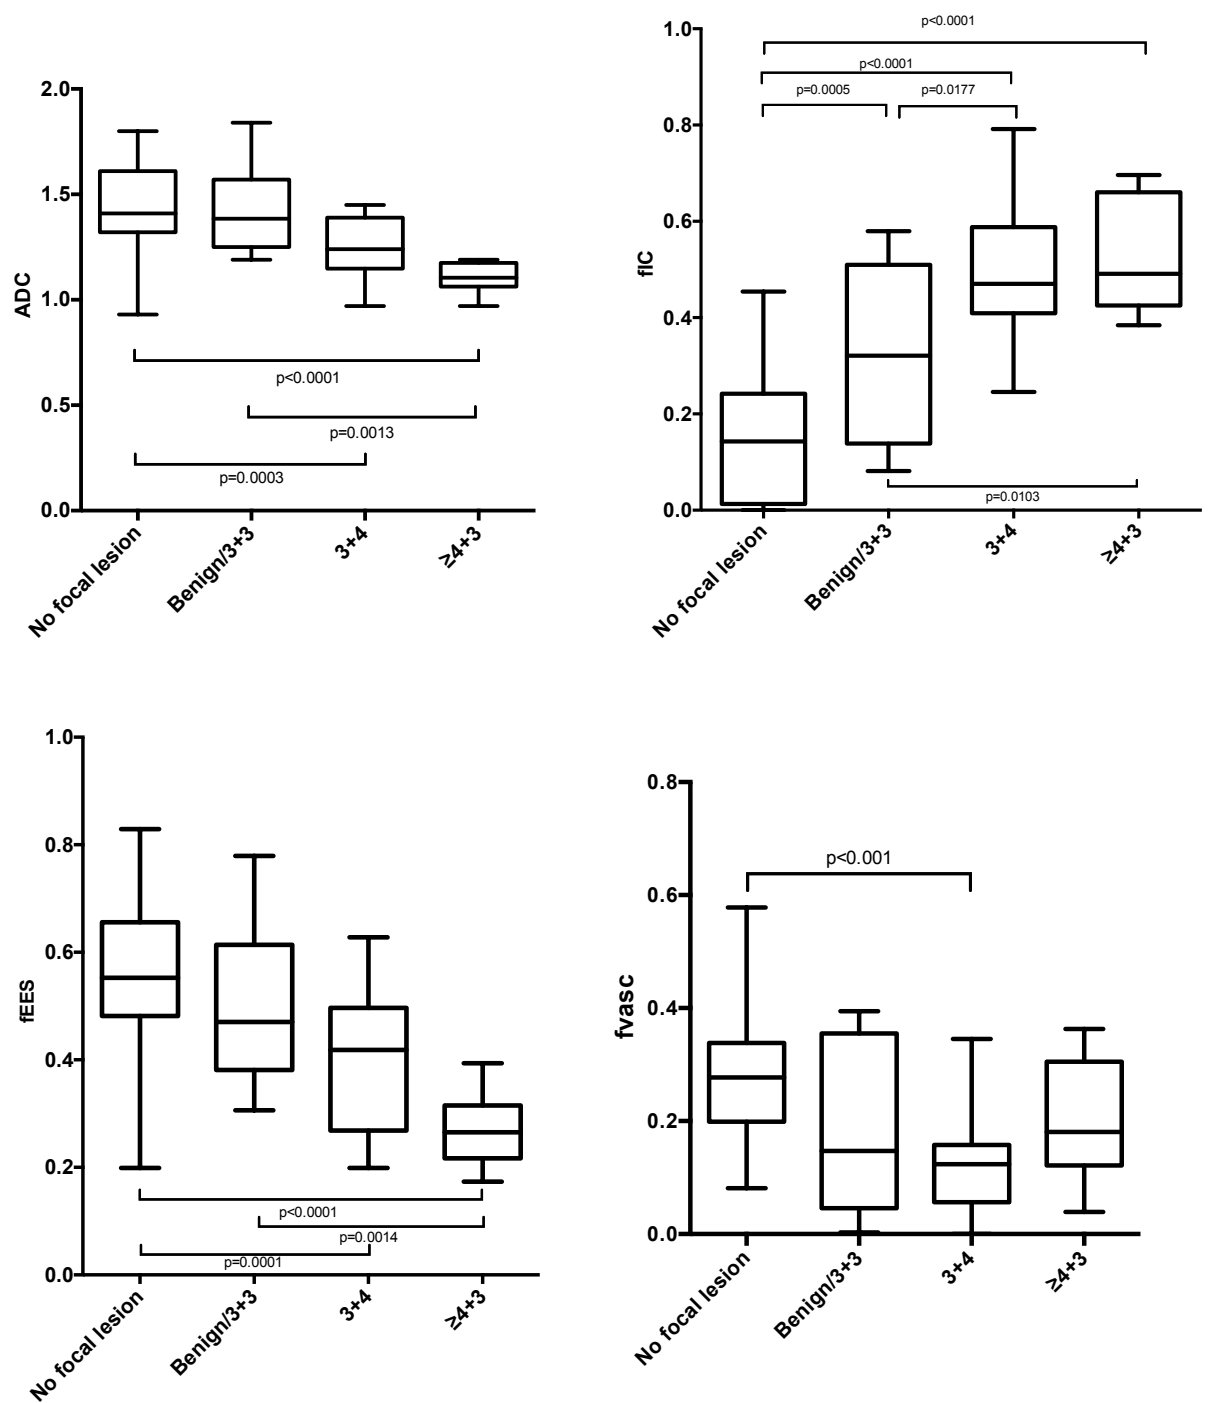 2.0
1.5
1.0
0.5
0.0
ADC
p<0.0001
p=0.0013
p=0.0003
No focal lesion
Benign/3+3
3+4
≥4+3
1.0
0.8
0.6
0.4
0.2
0.0
fIC
p<0.0001
p<0.0001
p=0.0005
p=0.0177
p=0.0103
No focal lesion
Benign/3+3
3+4
≥4+3
1.0
0.8
0.6
0.4
0.2
0.0
fEES
p<0.0001
p=0.0014
p=0.0001
No focal lesion
Benign/3+3
3+4
≥4+3
0.8
0.6
0.4
0.2
0.0
fvasc
p<0.001
No focal lesion
Benign/3+3
3+4
≥4+3